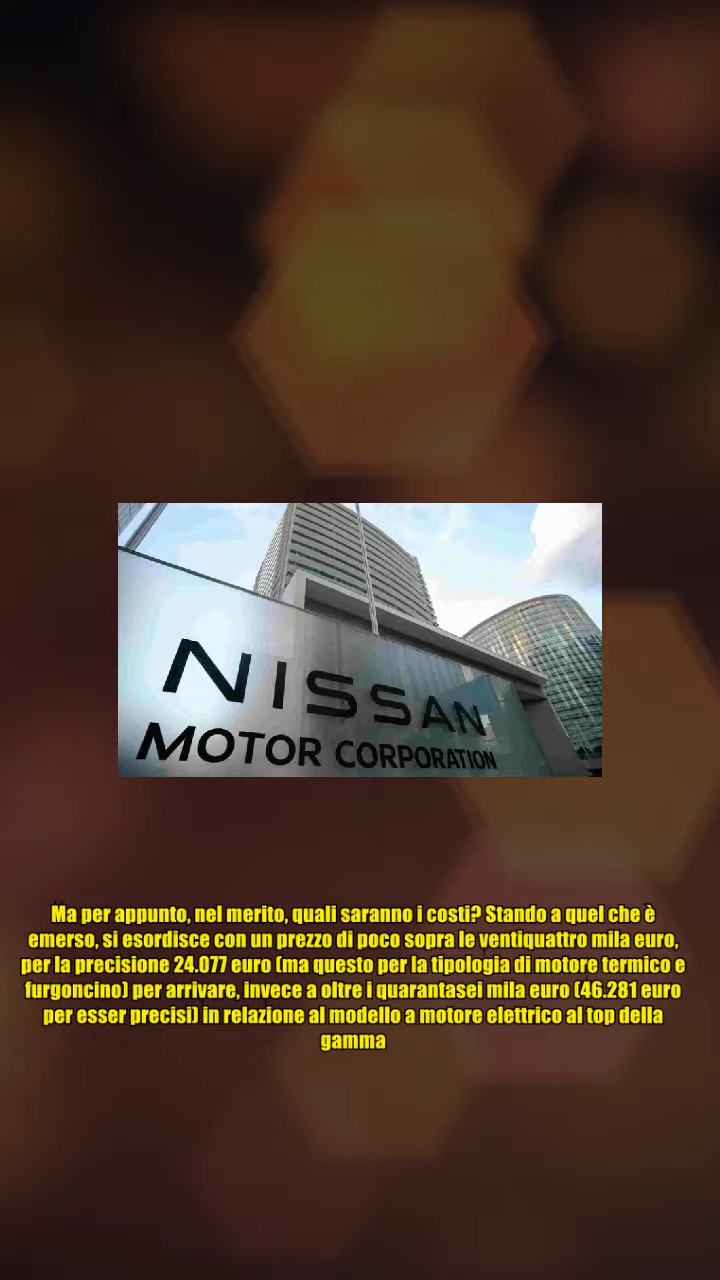 NISSAN
MOTOR CORPORATION
Ma per appunto, nel merito, quali saranno i costi? Stando a quel che è
emerso, si esordisce con un prezzo di poco sopra le ventiquattro mila euro,
per la precisione 24.077 euro (ma questo per la tipologia di motore termico e
furgoncino) per arrivare, invece a oltre i quarantasei mila euro (46.281 euro
per esser precisi) in relazione al modello a motore elettrico al top della
gamma